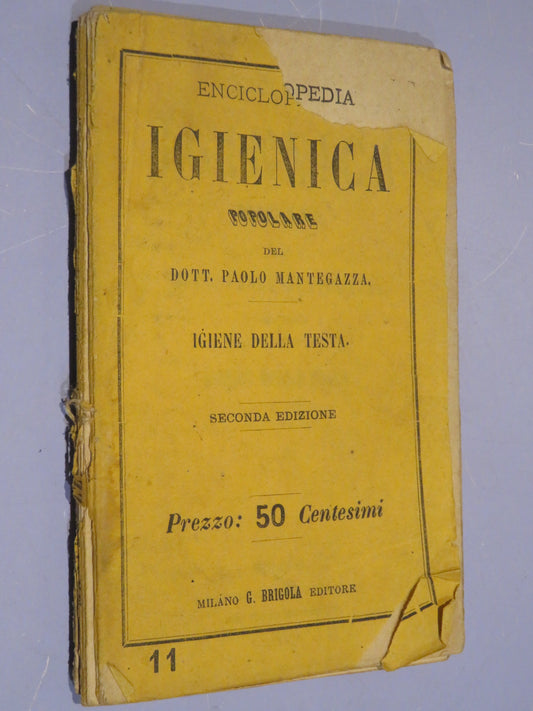 ENCICLOPEDIA
IGIENICA
POPOLARE
DEL
DOTT. PAOLO MANTEGAZZA.
IGIENE DELLA TESTA.
SECONDA EDIZIONE
Prezzo: 50 Centesimi
MILANO G. BRIGOLA EDITORE
11